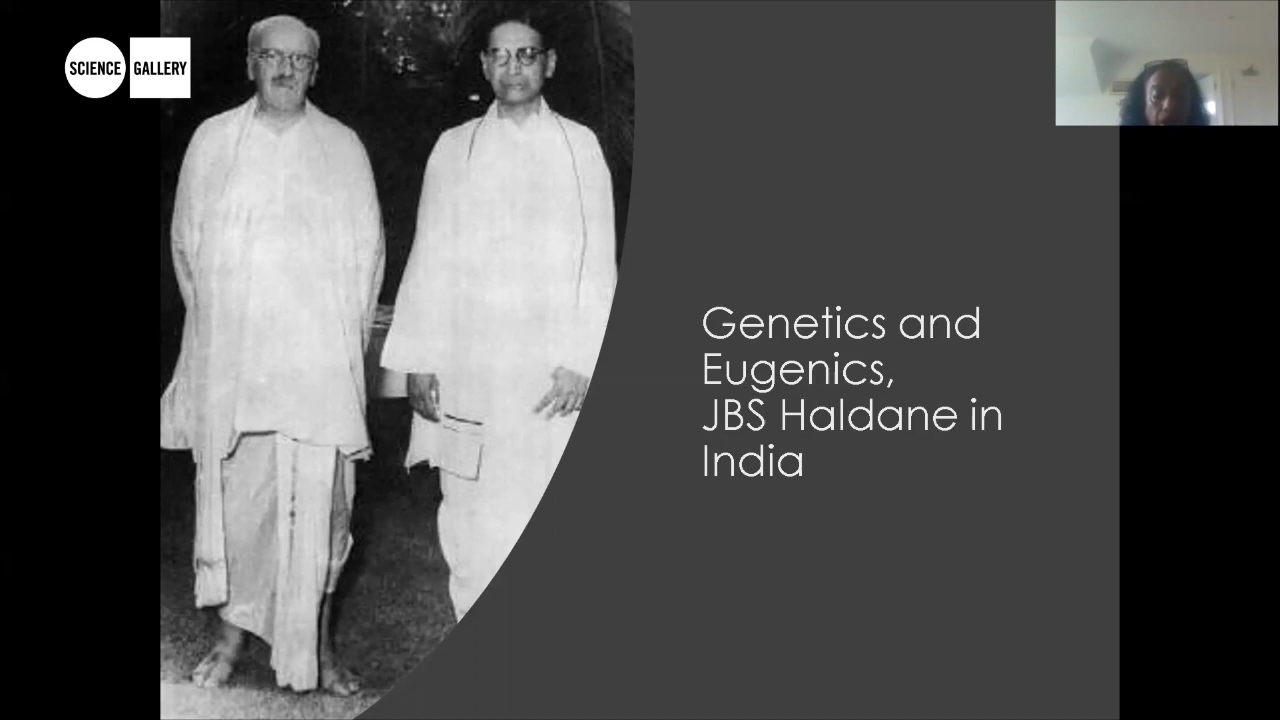 SCIENCE GALLERY
Genetics and
Eugenics,
JBS Haldane in
India